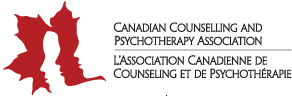 CANADIAN COUNSELLING AND
PSYCHOTHERAPY ASSOCIATION
L'ASSOCIATION CANADIENNE DE
COUNSELING ET DE PSYCHOTHÉRAPIE